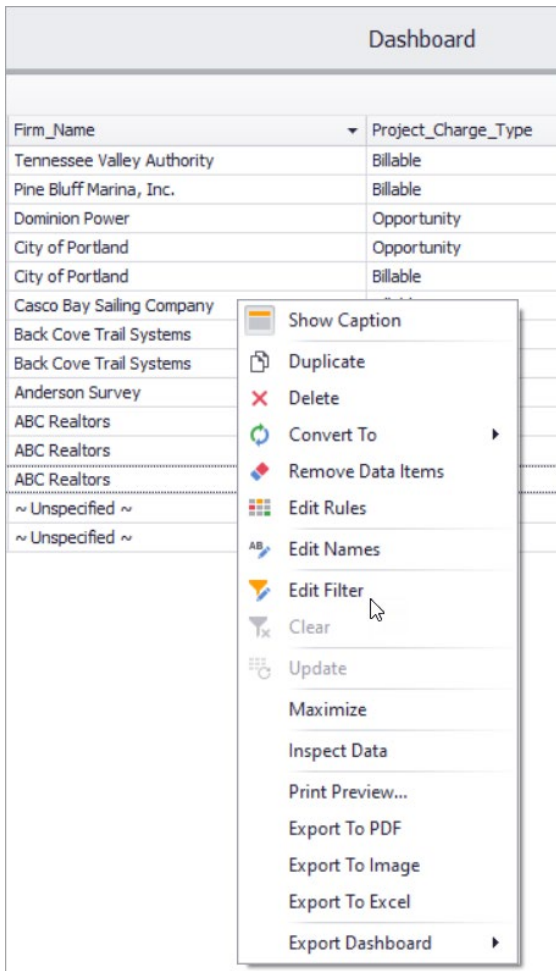 Dashboard
Firm_Name Project_Charge_Type
Tennessee Valley Authority Billable
Pine Bluff Marina, Inc. Billable
Dominion Power Opportunity
City of Portland Opportunity
City of Portland Billable
Casco Bay Sailing Company
Back Cove Trail Systems
Back Cove Trail Systems
Anderson Survey
ABC Realtors
ABC Realtors
ABC Realtors
~ Unspecified ~
~ Unspecified ~
Show Caption
Duplicate
Delete
Convert To
Remove Data Items
Edit Rules
Edit Names
Edit Filter
Clear
Update
Maximize
Inspect Data
Print Preview...
Export To PDF
Export To Image
Export To Excel
Export Dashboard